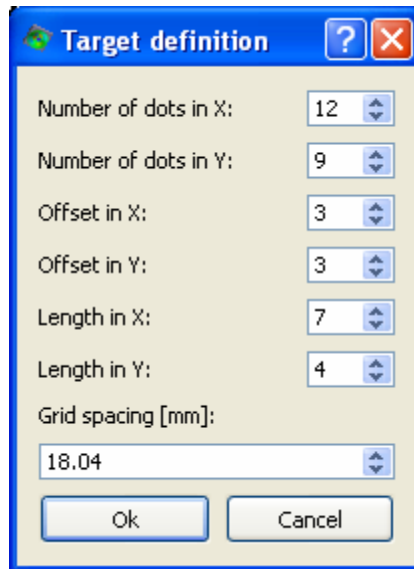 Target definition ?
Number of dots in X: 12
Number of dots in Y: 9
Offset in X: 3
Offset in Y: 3
Length in X: 7
Length in Y: 4
Grid spacing [mm]:
18.04
Ok Cancel